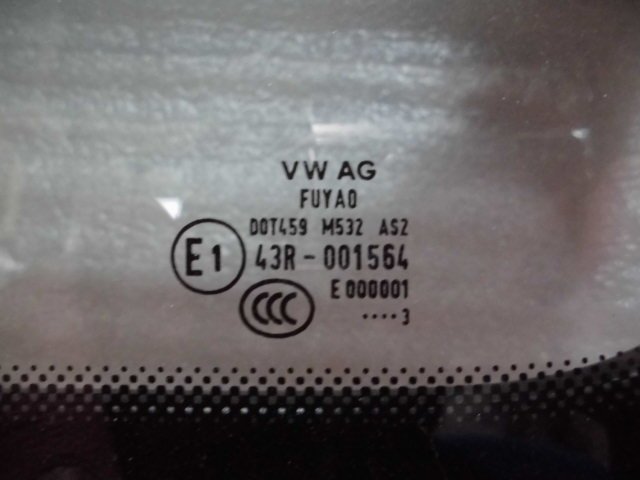 VW AG
FUYAO
DOT459 M532 AS2
E1 43R-001564
E 000001
CCC ····3